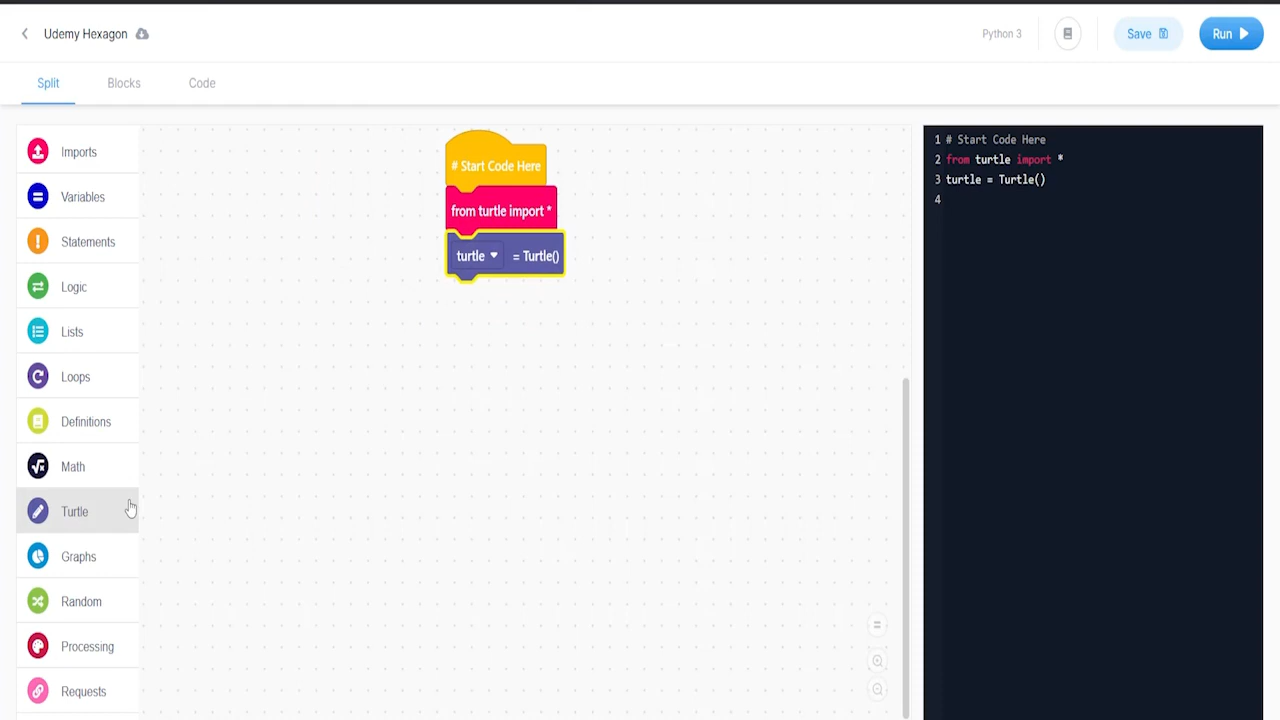 Udemy Hexagon
Python 3
Save
Run
Split
Blocks
Code
Imports
Variables
Statements
Logic
Lists
Loops
Definitions
Math
Turtle
Graphs
Random
Processing
Requests
# Start Code Here
from turtle import *
turtle = Turtle()
1 # Start Code Here
2 from turtle import *
3 turtle = Turtle()
4